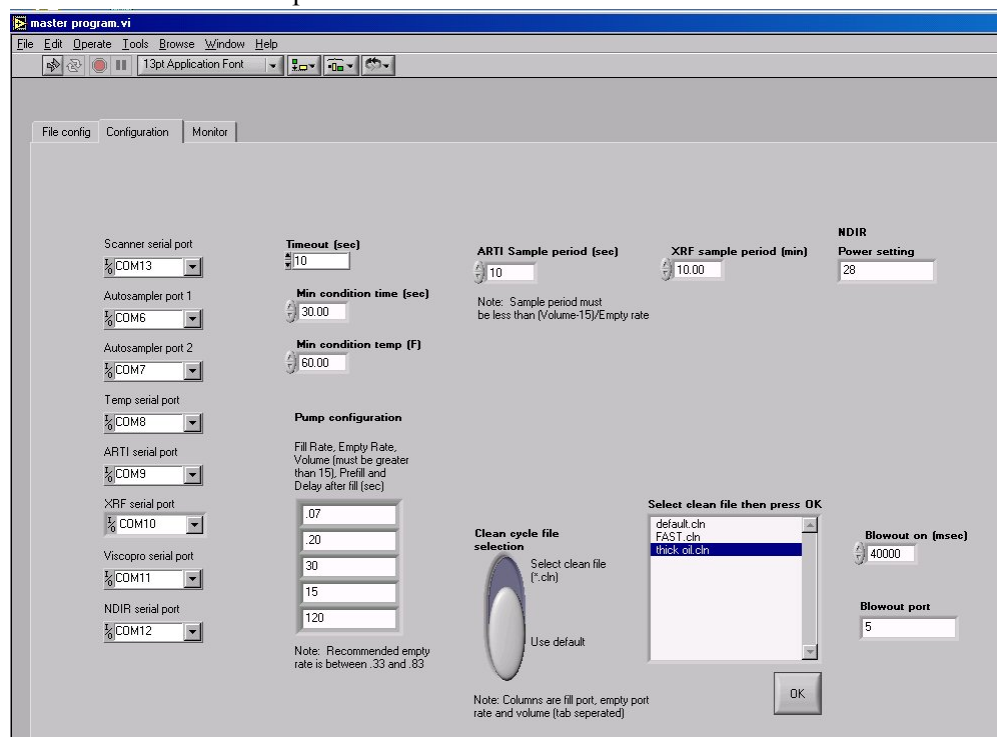 master program.vi
File Edit Operate Tools Browse Window Help
13pt Application Font
File config Configuration Monitor
Scanner serial port
COM13
Autosampler port 1
COM6
Autosampler port 2
COM7
Temp serial port
COM8
ARTI serial port
COM9
XRF serial port
COM10
Viscopro serial port
COM11
NDIR serial port
COM12
Timeout (sec)
10
Min condition time (sec)
30.00
Min condition temp (F)
60.00
Pump configuration
Fill Rate, Empty Rate,
Volume (must be greater
than 15), Prefill and
Delay after fill (sec)
.07
.20
30
15
120
Note: Recommended empty
rate is between .33 and .83
ARTI Sample period (sec)
10
Note: Sample period must
be less than (Volume-15)/Empty rate
XRF sample period (min)
10.00
NDIR
Power setting
28
Clean cycle file
selection
Select clean file
(*.cln)
Use default
Note: Columns are fill port, empty port
rate and volume (tab seperated)
Select clean file then press OK
default.cln
FAST.cln
thick oil.cln
OK
Blowout on (msec)
40000
Blowout port
5